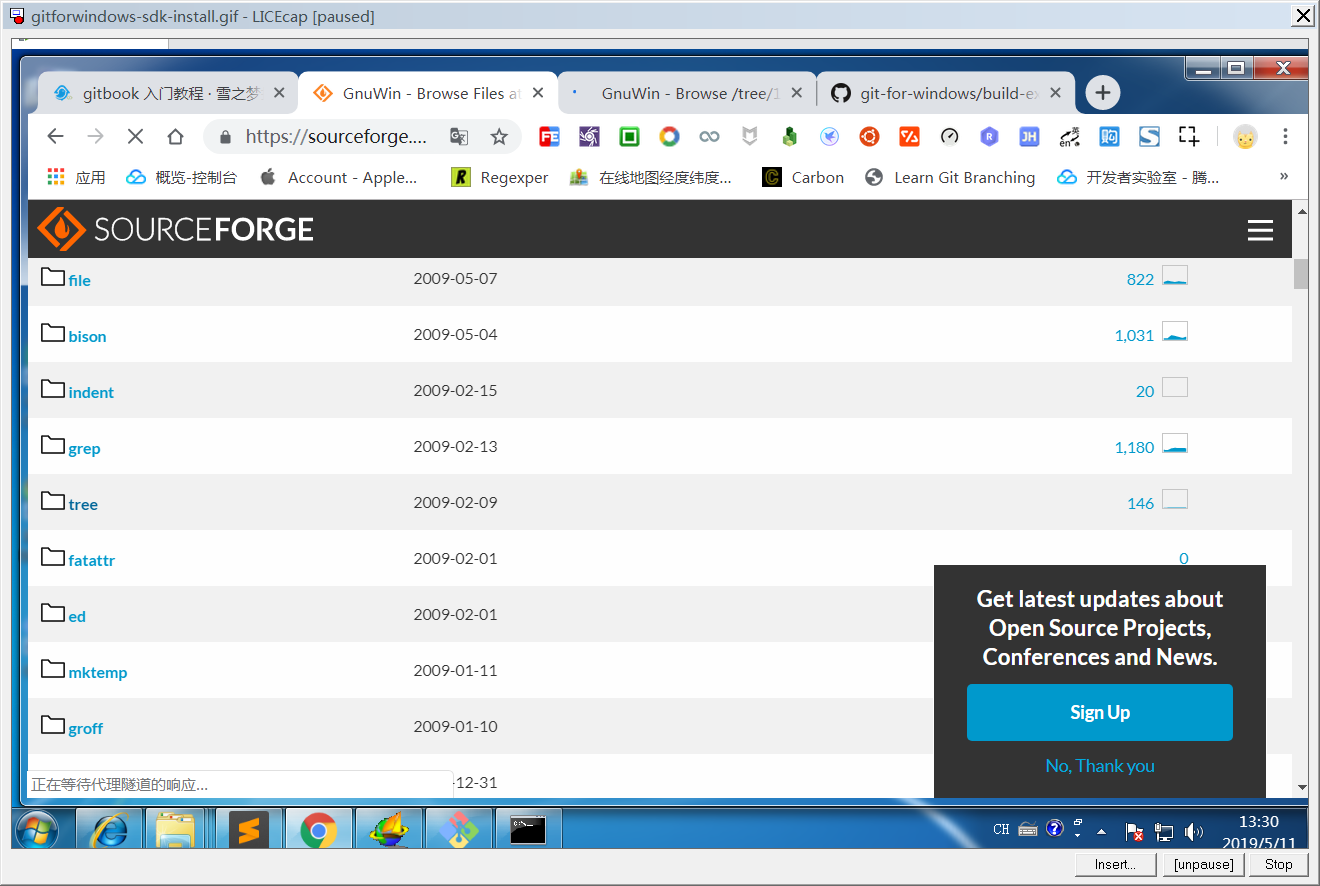 gitforwindows-sdk-install.gif - LICEcap [paused]
gitbook 入门教程 · 雪之梦
GnuWin - Browse Files at
GnuWin - Browse /tree/1
git-for-windows/build-ex
https://sourceforge....
应用
概览-控制台
Account - Apple...
Regexper
在线地图经度纬度...
Carbon
Learn Git Branching
开发者实验室 - 腾...
»
SOURCEFORGE
file 2009-05-07 822
bison 2009-05-04 1,031
indent 2009-02-15 20
grep 2009-02-13 1,180
tree 2009-02-09 146
fatattr 2009-02-01 0
ed 2009-02-01
mktemp 2009-01-11
groff 2009-01-10
-12-31
Get latest updates about
Open Source Projects,
Conferences and News.
Sign Up
No, Thank you
正在等待代理隧道的响应...
CH
13:30
2019/5/11
Insert...
[unpause]
Stop